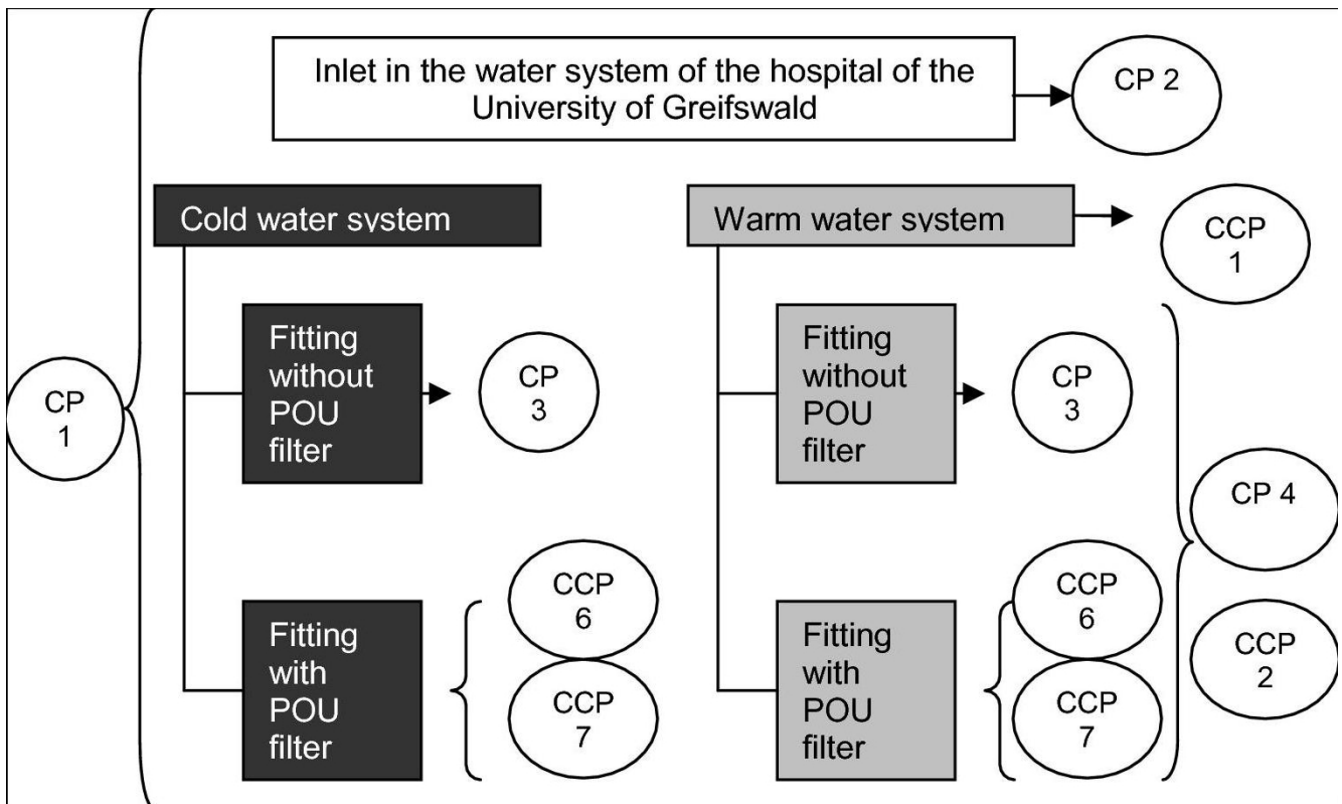 Inlet in the water system of the hospital of the
University of Greifswald
CP 2
Cold water system
Warm water system
CCP
1
Fitting
without
POU
filter
CP
3
Fitting
without
POU
filter
CP
3
CP
1
CP 4
Fitting
with
POU
filter
CCP
6
CCP
7
Fitting
with
POU
filter
CCP
6
CCP
7
CCP
2